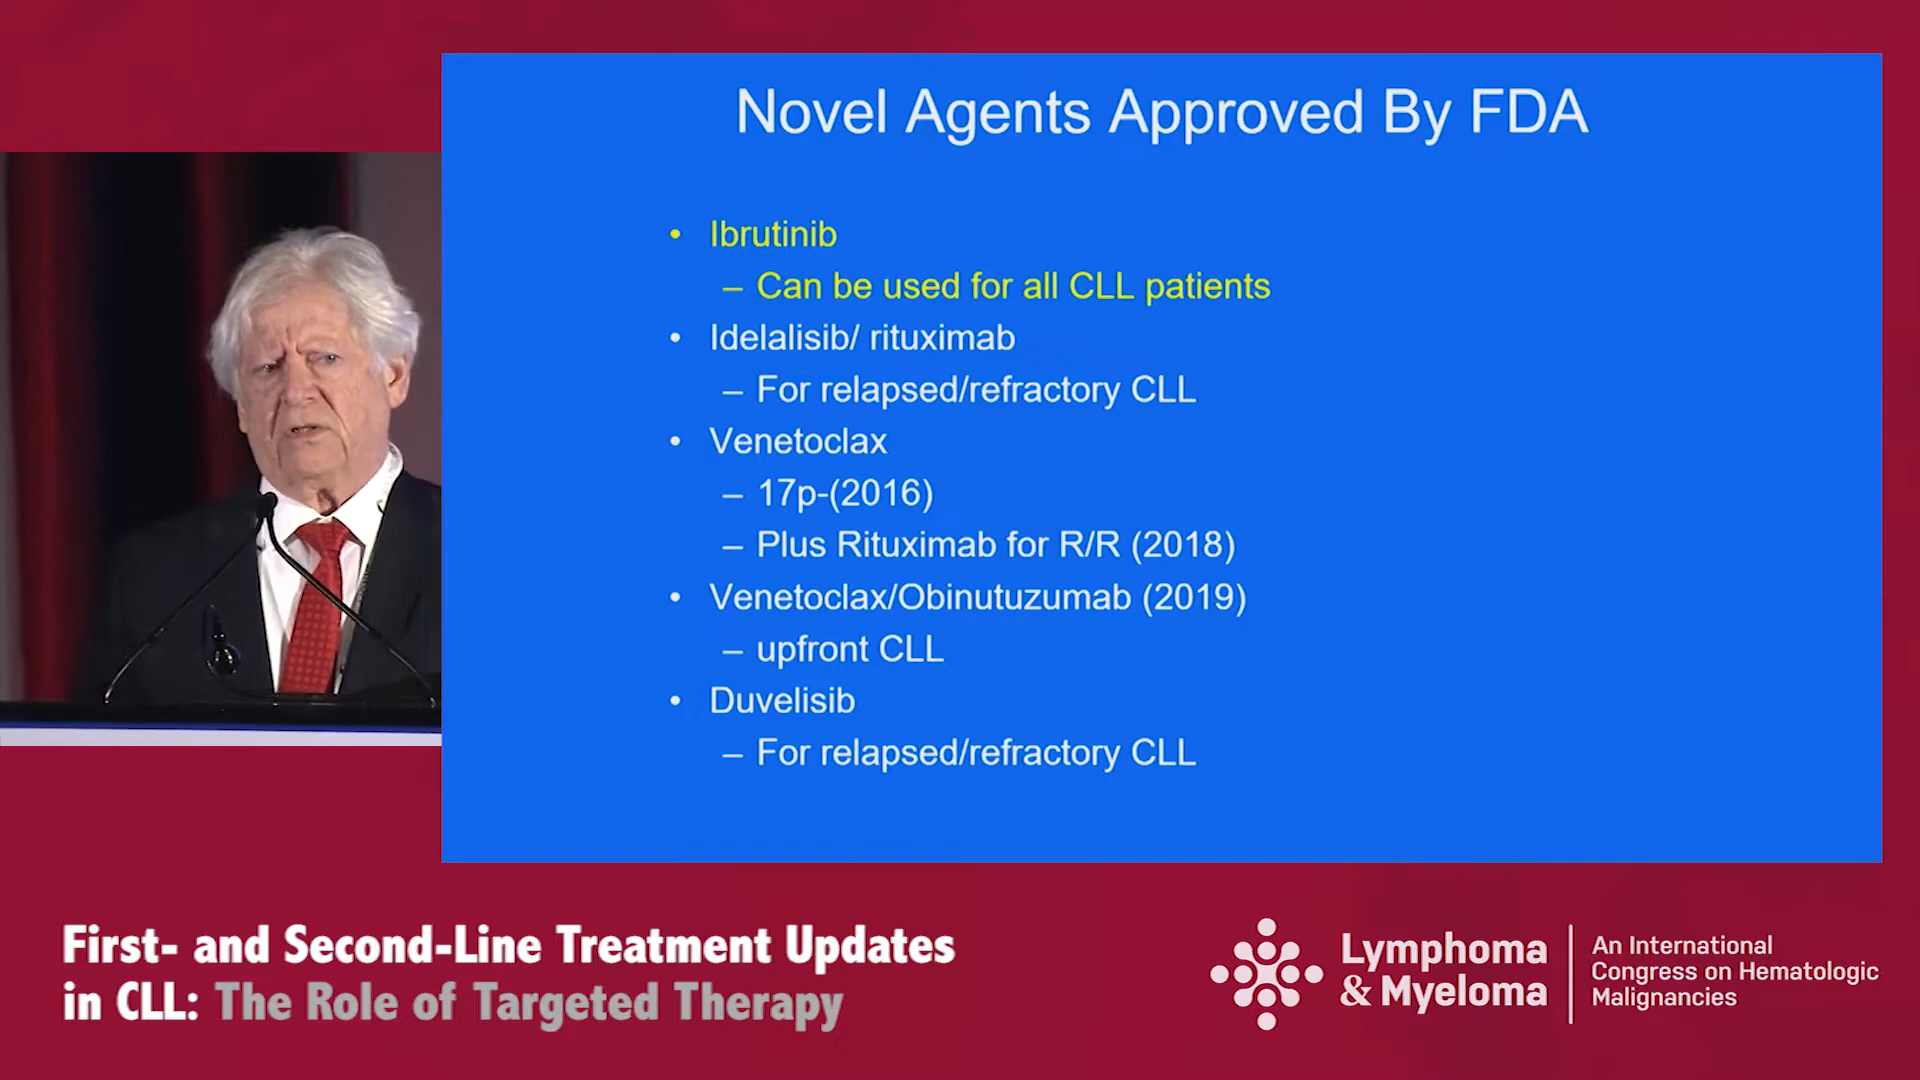 Novel Agents Approved By FDA
• Ibrutinib
– Can be used for all CLL patients
• Idelalisib/ rituximab
– For relapsed/refractory CLL
• Venetoclax
– 17p-(2016)
– Plus Rituximab for R/R (2018)
• Venetoclax/Obinutuzumab (2019)
– upfront CLL
• Duvelisib
– For relapsed/refractory CLL
First- and Second-Line Treatment Updates
in CLL: The Role of Targeted Therapy
Lymphoma
& Myeloma
An International
Congress on Hematologic
Malignancies